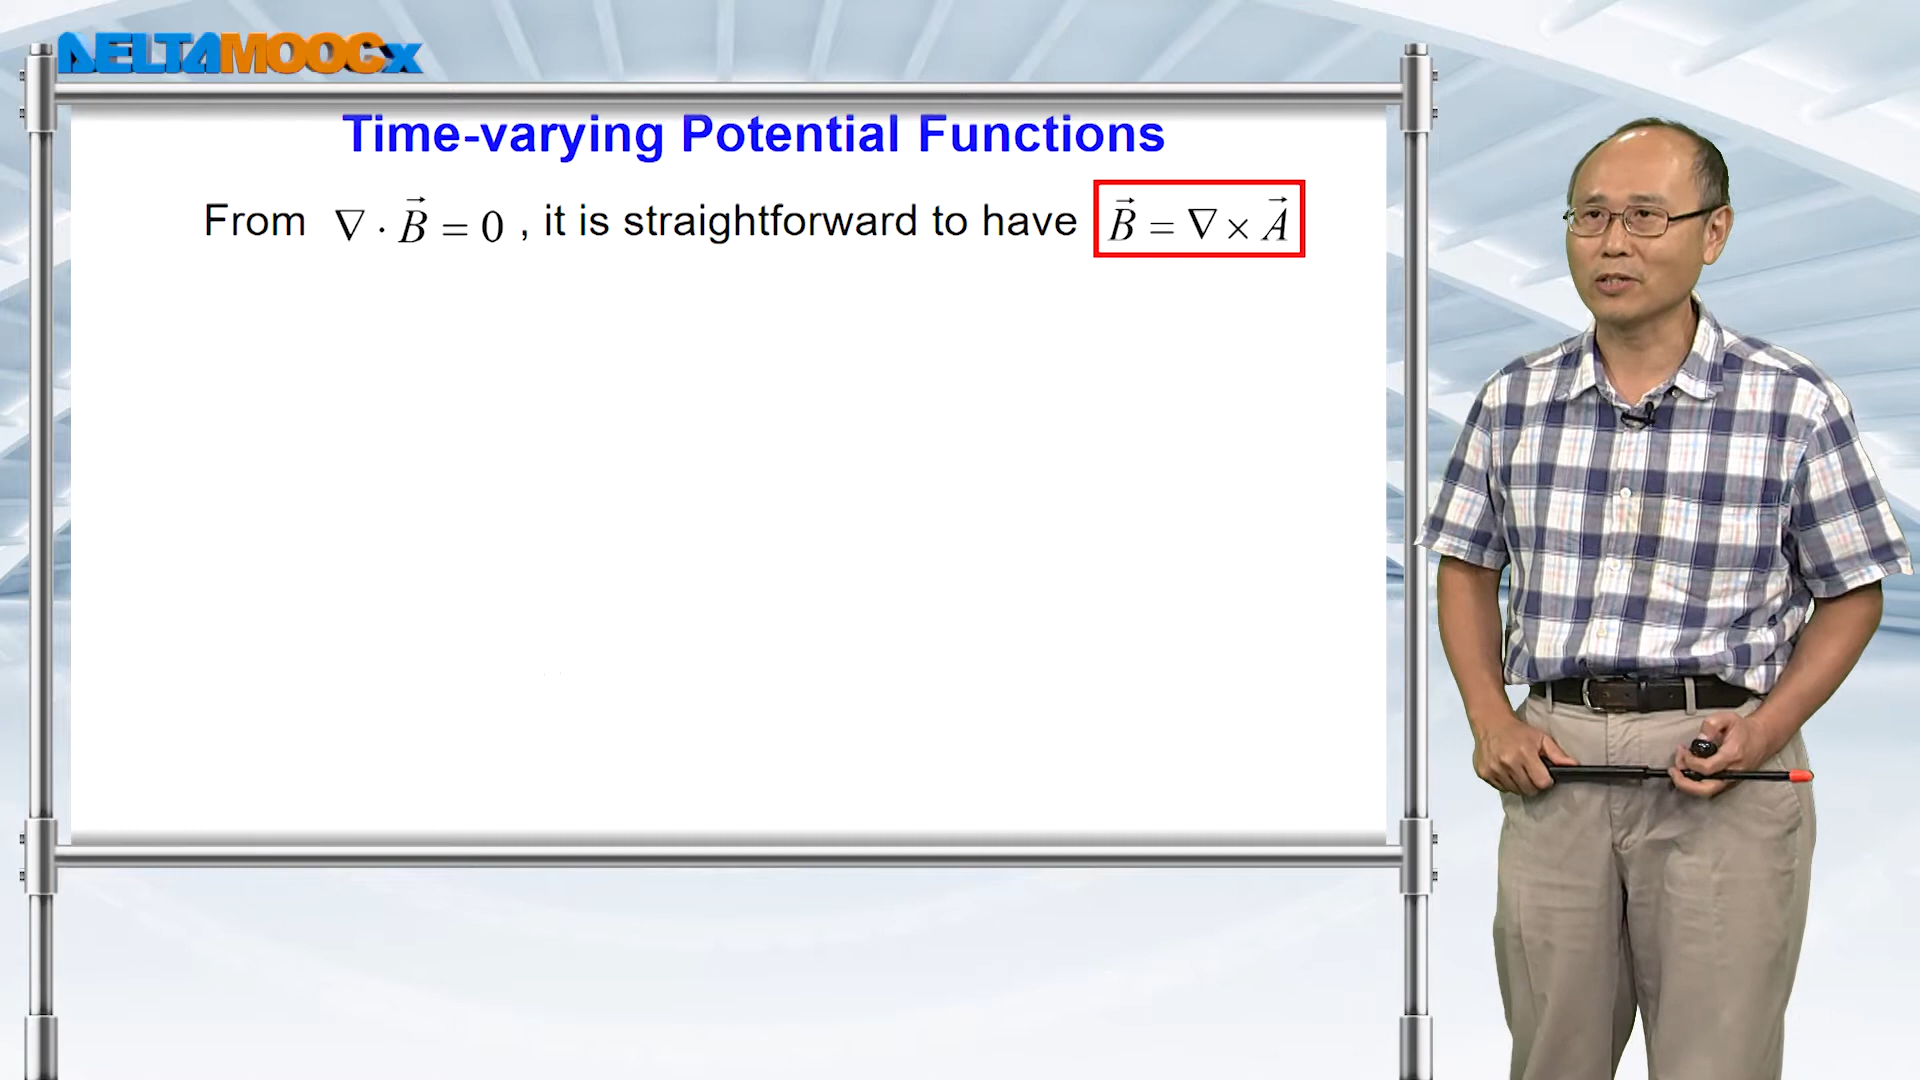 DELTAMOOCx
Time-varying Potential Functions
From ∇ · B⃗ = 0 , it is straightforward to have B⃗ = ∇ × A⃗